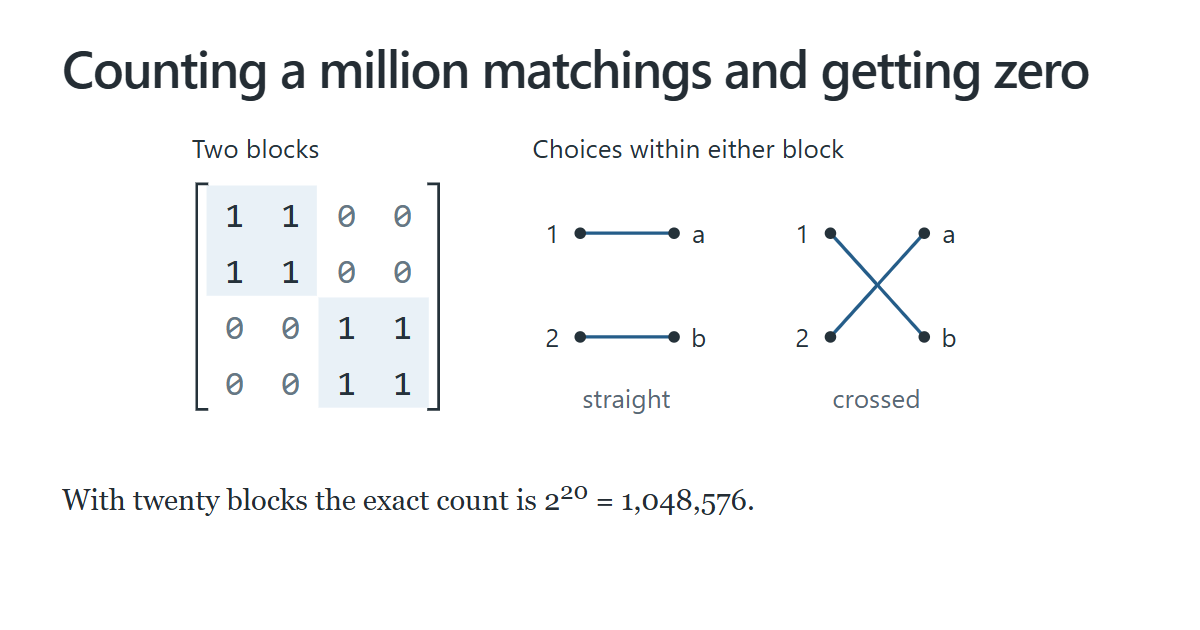 Counting a million matchings and getting zero
Two blocks
Choices within either block
1 1 0 0
1 1 0 0
0 0 1 1
0 0 1 1
1 a
2 b
straight
1 a
2 b
crossed
With twenty blocks the exact count is 2²⁰ = 1,048,576.